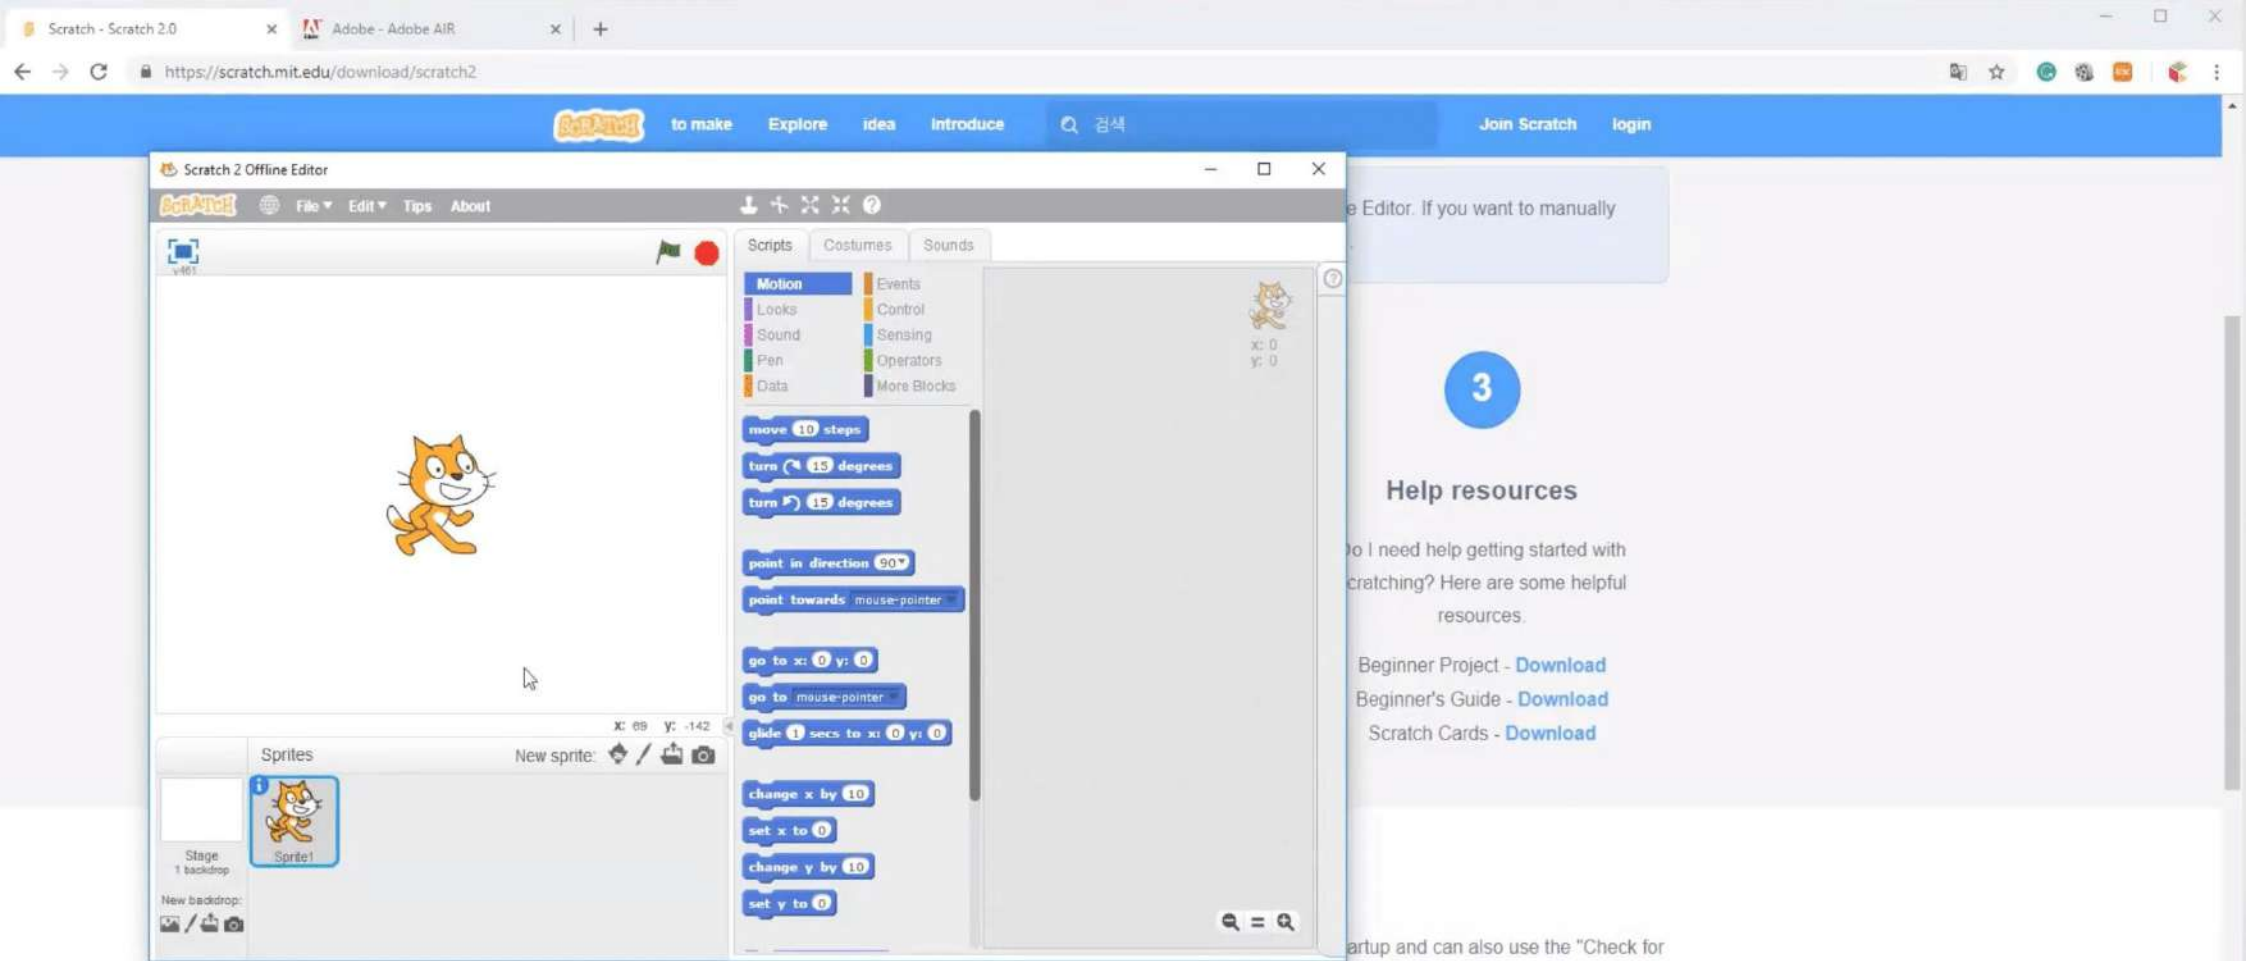 Scratch - Scratch 2.0
Adobe - Adobe AIR
https://scratch.mit.edu/download/scratch2
SCRATCH
to make
Explore
idea
Introduce
검색
Join Scratch
login
Scratch 2 Offline Editor
SCRATCH
File
Edit
Tips
About
v461
Scripts
Costumes
Sounds
Motion
Looks
Sound
Pen
Data
Events
Control
Sensing
Operators
More Blocks
x: 0
y: 0
move 10 steps
turn 15 degrees
turn 15 degrees
point in direction 90
point towards mouse-pointer
go to x: 0 y: 0
go to mouse-pointer
glide 1 secs to x: 0 y: 0
change x by 10
set x to 0
change y by 10
set y to 0
X: 69 y: -142
Sprites
New sprite:
Sprite1
Stage
1 backdrop
New backdrop:
e Editor. If you want to manually
3
Help resources
Do I need help getting started with
cratching? Here are some helpful
resources.
Beginner Project - Download
Beginner's Guide - Download
Scratch Cards - Download
artup and can also use the "Check for